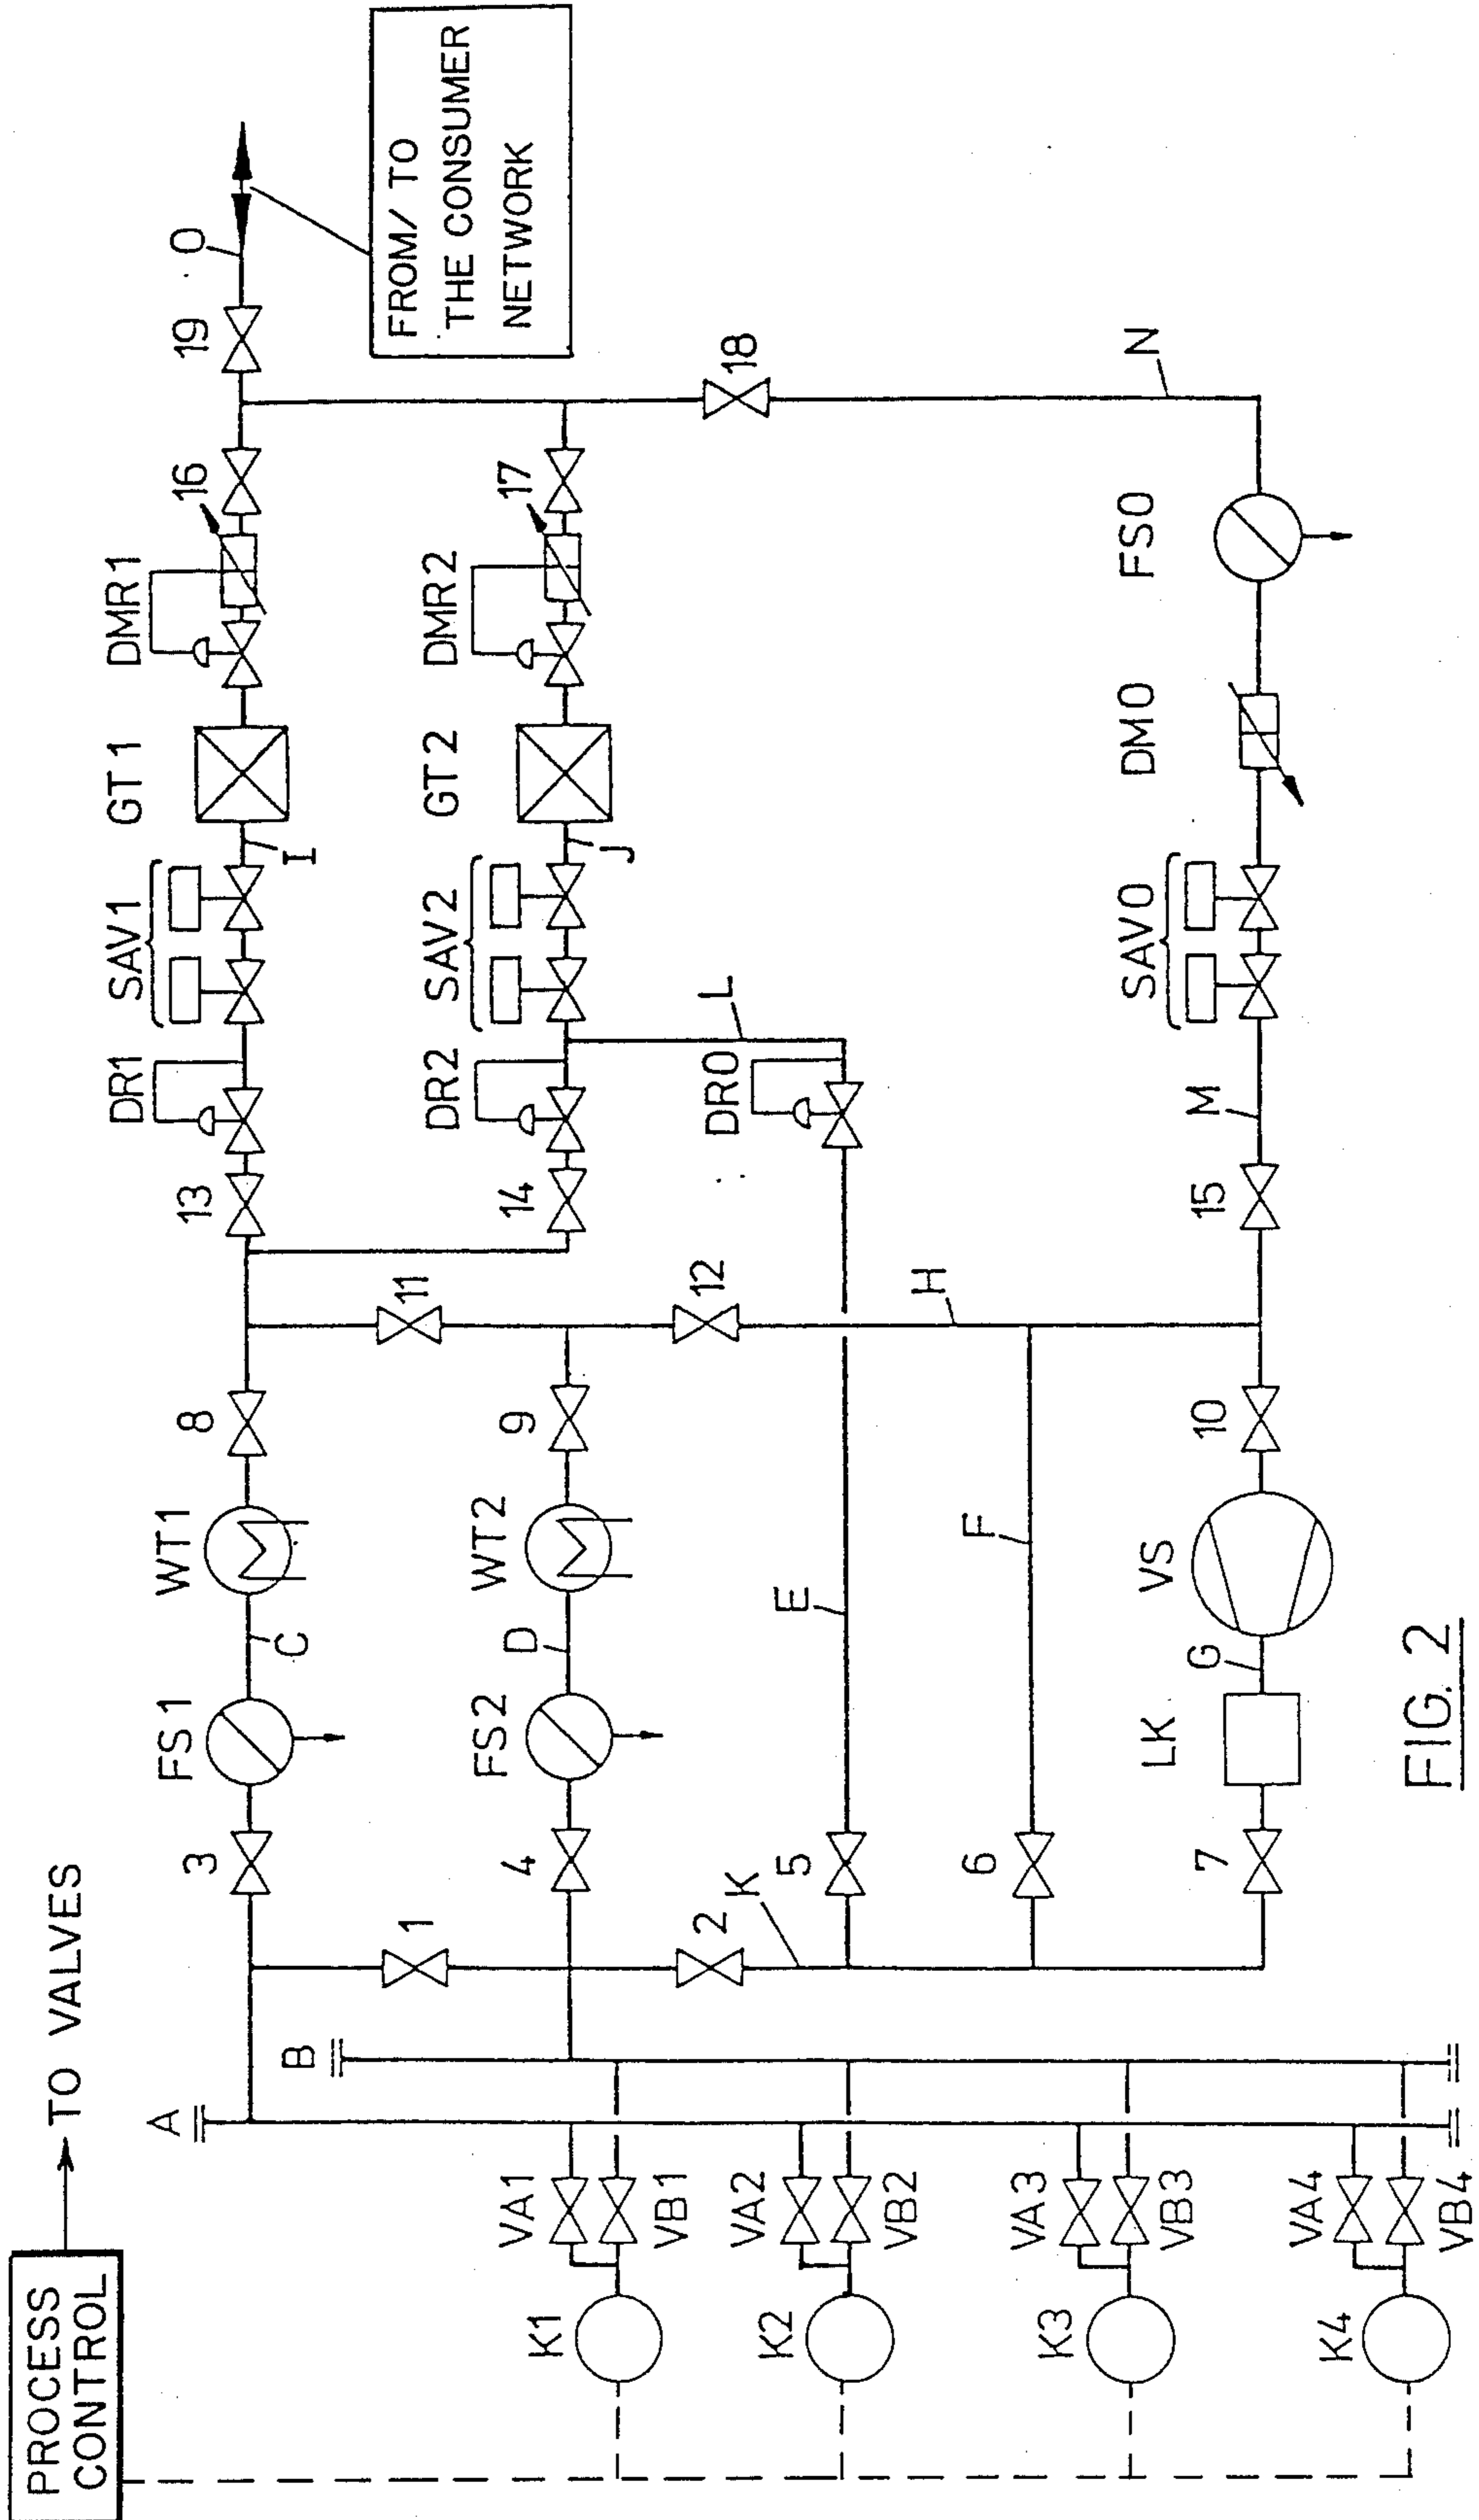 PROCESS
CONTROL
TO VALVES
A
B
3
FS1
C
WT1
8
13
DR1
SAV1
I
GT1
DMR1
16
19
O
FROM/ TO
THE CONSUMER
NETWORK
1
11
4
FS2
D
WT2
9
14
DR2
SAV2
J
GT2
DMR2
17
2
K
12
L
18
5
E
DR0
6
F
H
7
LK
G
VS
10
15
M
SAV0
DM0
FS0
N
K1
VA1
VB1
K2
VA2
VB2
K3
VA3
VB3
K4
VA4
VB4
FIG. 2